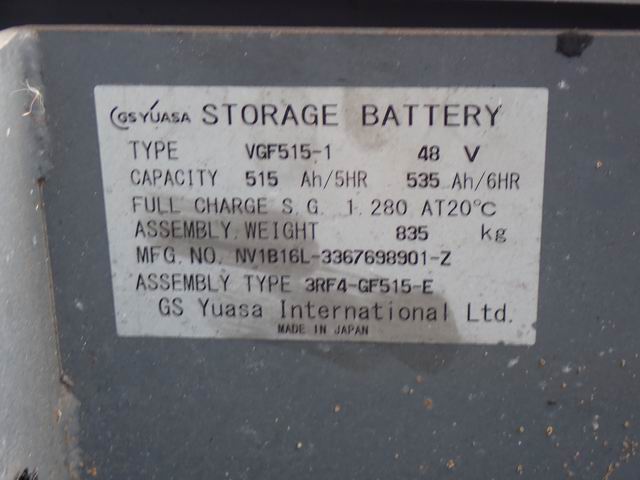 GS YUASA STORAGE BATTERY
TYPE VGF515-1 48 V
CAPACITY 515 Ah/5HR 535 Ah/6HR
FULL CHARGE S.G. 1.280 AT20℃
ASSEMBLY WEIGHT 835 kg
MFG. NO. NV1B16L-3367698901-Z
ASSEMBLY TYPE 3RF4-GF515-E
GS Yuasa International Ltd.
MADE IN JAPAN